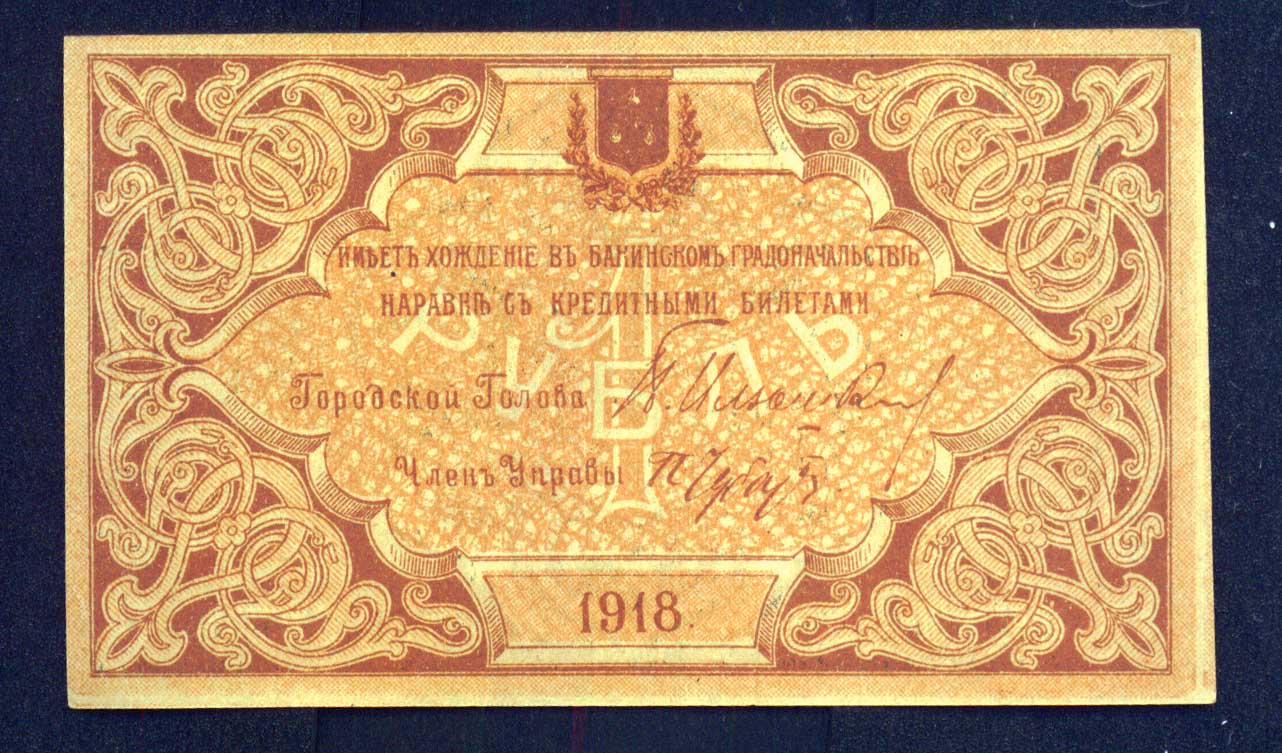 ИМѢЕТЪ ХОЖДЕНІЕ ВЪ БАКИНСКОМЪ ГРАДОНАЧАЛЬСТВѢ
НАРАВНѢ СЪ КРЕДИТНЫМИ БИЛЕТАМИ
1
РУБЛЬ
Городской Голова
Членъ Управы
1918.